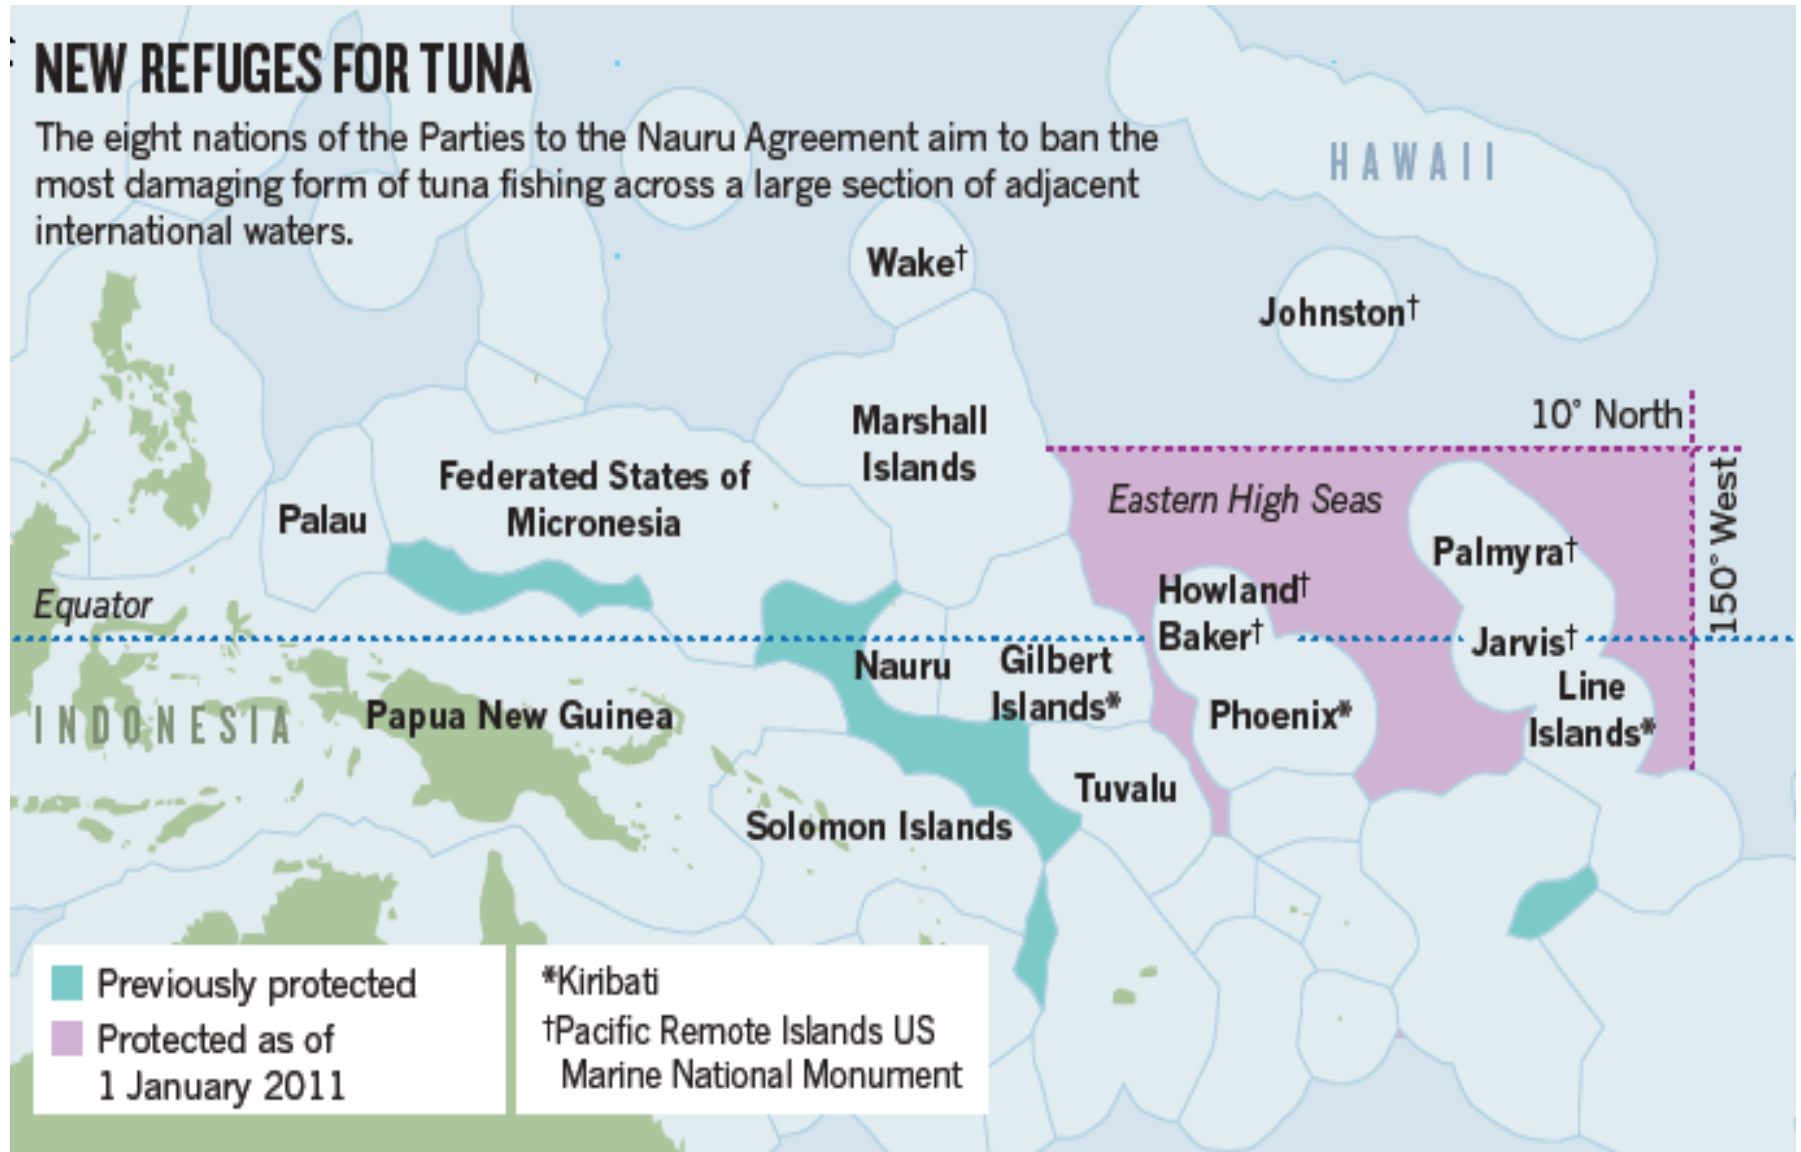 NEW REFUGES FOR TUNA
The eight nations of the Parties to the Nauru Agreement aim to ban the
most damaging form of tuna fishing across a large section of adjacent
international waters.
HAWAII
Wake†
Johnston†
10° North
150° West
Marshall
Islands
Federated States of
Micronesia
Palau
Eastern High Seas
Palmyra†
Howland†
Baker†
Equator
Jarvis†
Nauru
Gilbert
Islands*
Line
Islands*
Phoenix*
INDONESIA
Papua New Guinea
Tuvalu
Solomon Islands
Previously protected
Protected as of
1 January 2011
*Kiribati
†Pacific Remote Islands US
Marine National Monument